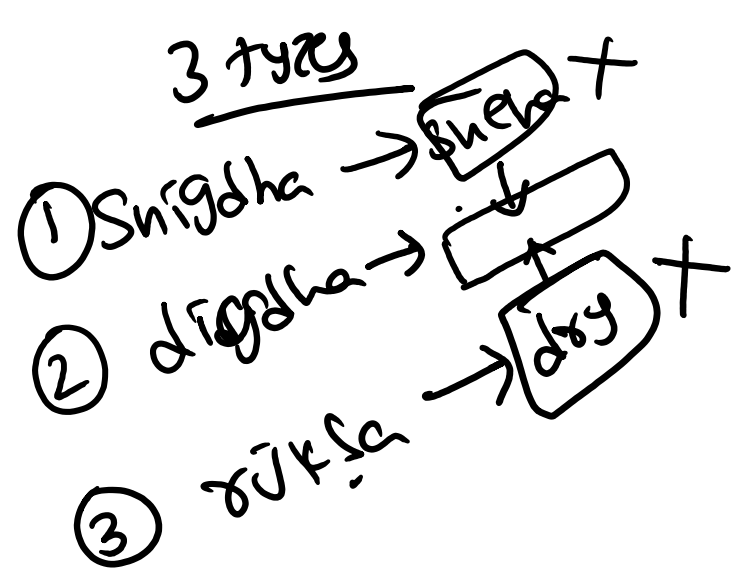 3 types
① Snigdha → sneha +
② digdha →
③ rūkṣa → dry +